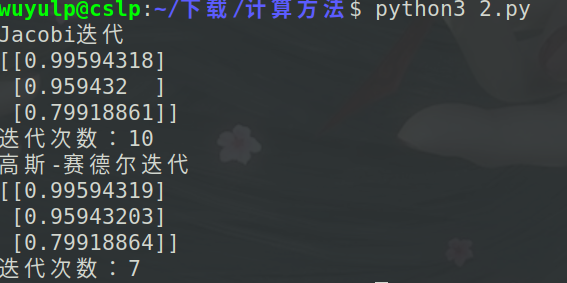 wuyulp@cslp:~/下载/计算方法$ python3 2.py
Jacobi迭代
[[0.99594318]
 [0.959432  ]
 [0.79918861]]
迭代次数：10
高斯-赛德尔迭代
[[0.99594319]
 [0.95943203]
 [0.79918864]]
迭代次数：7